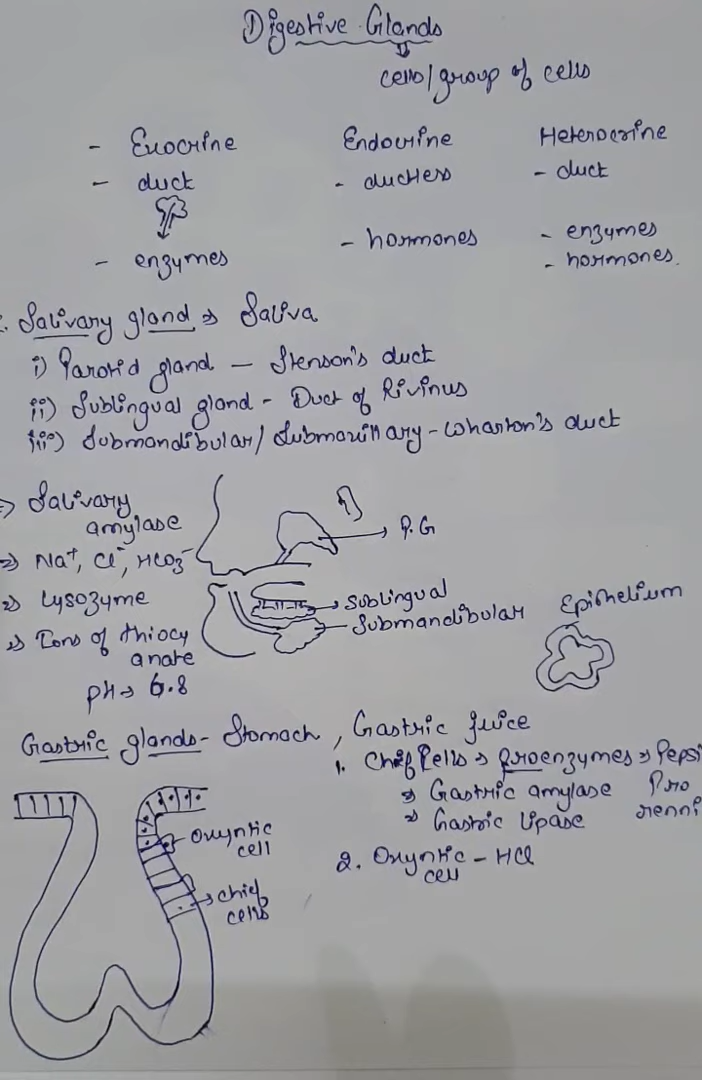 Digestive Glands
⇓
cells/group of cells
- Exocrine
- duct
- enzymes
Endocrine
- ductless
- hormones
Heterocrine
- duct
- enzymes
- hormones.
Salivary gland → Saliva
i) Parotid gland — Stenson's duct
ii) Sublingual gland - Duct of Rivinus
iii) Submandibular/Submaxillary - Wharton's duct
⇒ Salivary
amylase
⇒ Na⁺, Cl⁻, HCO₃⁻
⇒ Lysozyme
⇒ Ions of thiocy
anate
pH → 6.8
P.G
Sublingual
Submandibular
Epithelium
Gastric glands - Stomach, Gastric juice
1. Chief Cells → proenzymes → Pepsi
→ Gastric amylase Pro
→ Gastric lipase renni
2. Oxyntic - HCl
cell
Oxyntic
cell
chief
cells